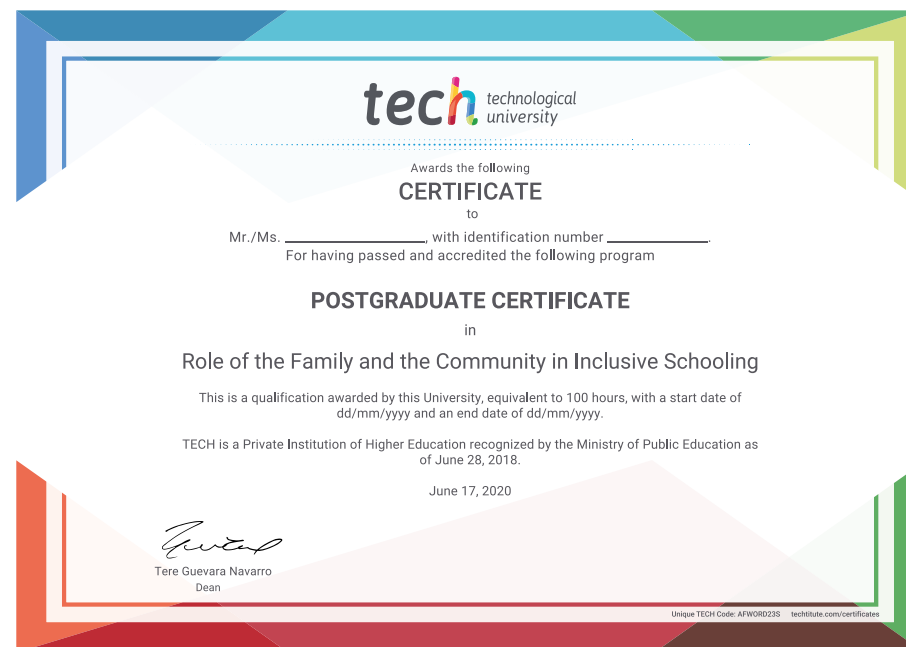 tech technological
university
Awards the following
CERTIFICATE
to
Mr./Ms. ____________________, with identification number ______________.
For having passed and accredited the following program
POSTGRADUATE CERTIFICATE
in
Role of the Family and the Community in Inclusive Schooling
This is a qualification awarded by this University, equivalent to 100 hours, with a start date of
dd/mm/yyyy and an end date of dd/mm/yyyy.
TECH is a Private Institution of Higher Education recognized by the Ministry of Public Education as
of June 28, 2018.
June 17, 2020
Tere Guevara Navarro
Dean
Unique TECH Code: AFWORD23S techtitute.com/certificates